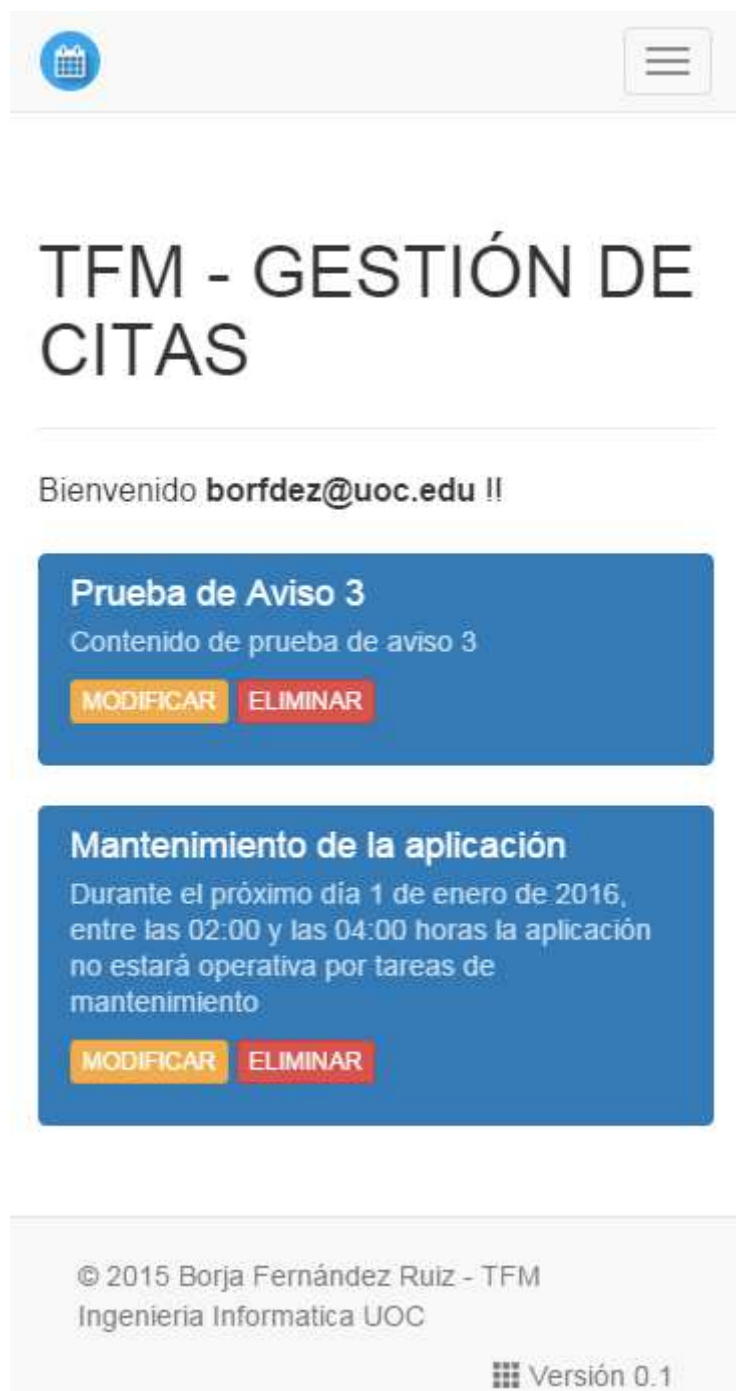 TFM - GESTIÓN DE
CITAS
Bienvenido borfdez@uoc.edu !!
Prueba de Aviso 3
Contenido de prueba de aviso 3
MODIFICAR ELIMINAR
Mantenimiento de la aplicación
Durante el próximo día 1 de enero de 2016,
entre las 02:00 y las 04:00 horas la aplicación
no estará operativa por tareas de
mantenimiento
MODIFICAR ELIMINAR
© 2015 Borja Fernández Ruiz - TFM
Ingenieria Informatica UOC
Versión 0.1